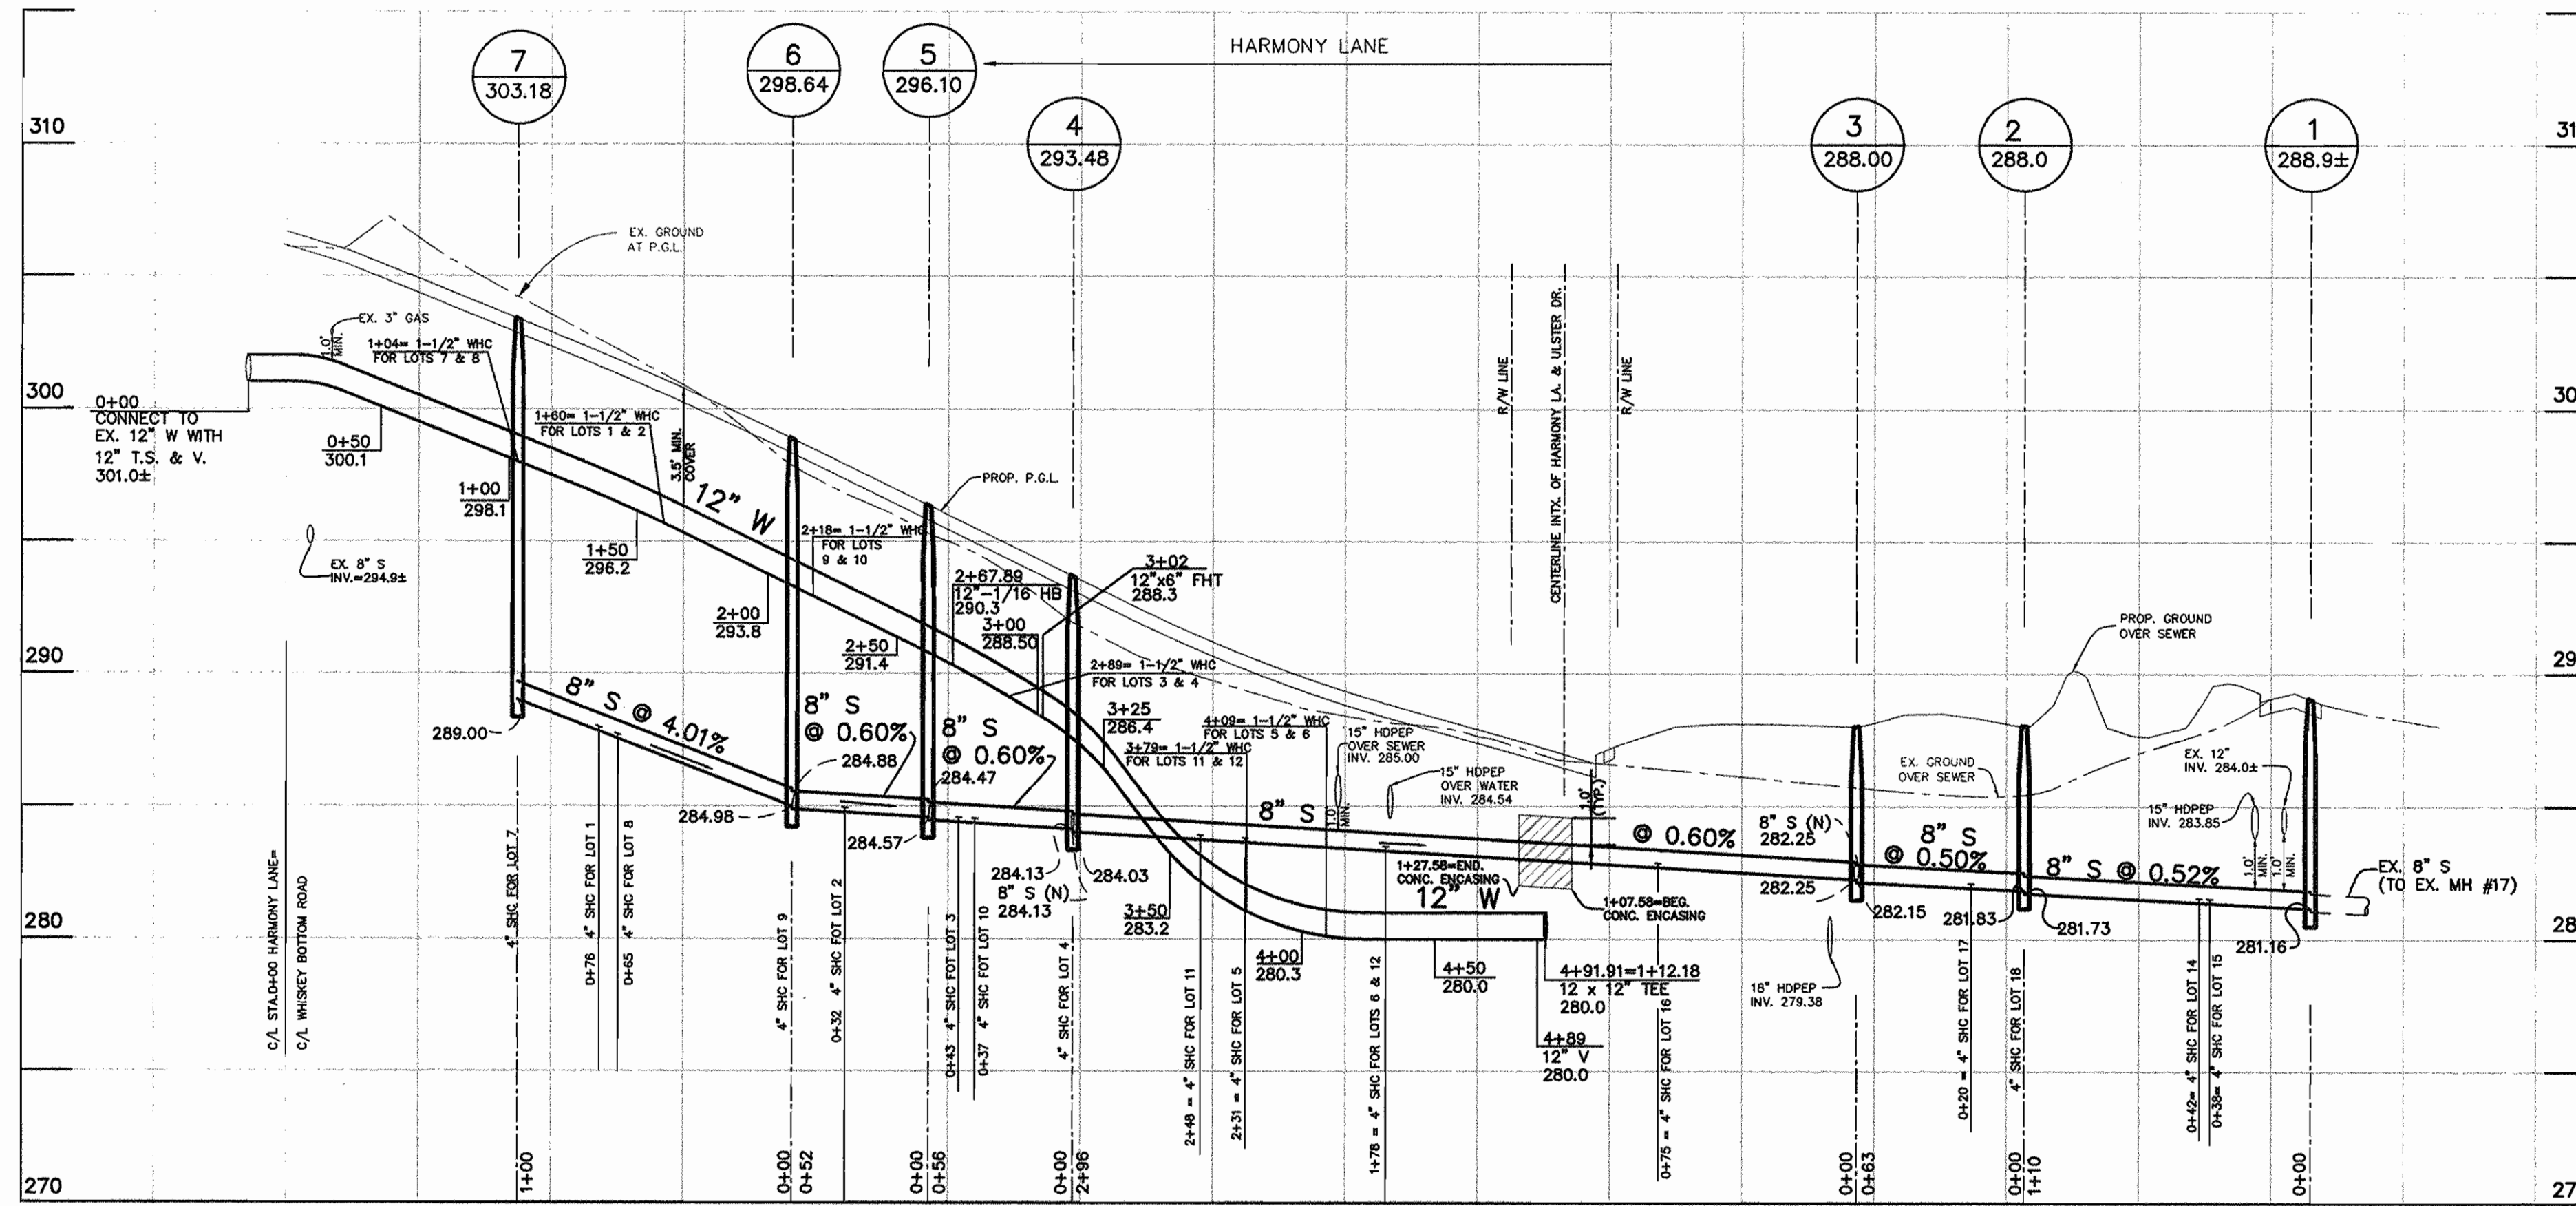 HARMONY LANE
7
303.18
6
298.64
5
296.10
4
293.48
3
288.00
2
288.0
1
288.9±
310
300
290
280
270
31
30
29
28
27
EX. GROUND
AT P.G.L.
EX. 3" GAS
1.0'
MIN.
1+04= 1-1/2" WHC
FOR LOTS 7 & 8
0+00
CONNECT TO
EX. 12" W WITH
12" T.S. & V.
301.0±
0+50
300.1
1+60= 1-1/2" WHC
FOR LOTS 1 & 2
3.5' MIN.
COVER
12" W
1+00
298.1
EX. 8" S
INV.=294.9±
1+50
296.2
PROP. P.G.L.
2+18= 1-1/2" WHC
FOR LOTS
9 & 10
2+00
293.8
2+50
291.4
2+67.89
12"-1/16 HB
290.3
3+00
288.50
3+02
12"x6" FHT
288.3
2+89= 1-1/2" WHC
FOR LOTS 3 & 4
3+25
286.4
3+79= 1-1/2" WHC
FOR LOTS 11 & 12
4+09= 1-1/2" WHC
FOR LOTS 5 & 6
15" HDPEP
OVER SEWER
INV. 285.00
1.0'
MIN.
15" HDPEP
OVER WATER
INV. 284.54
R/W LINE
CENTERLINE INTX. OF HARMONY LA. & ULSTER DR.
R/W LINE
1.0'
(TYP.)
PROP. GROUND
OVER SEWER
EX. GROUND
OVER SEWER
EX. 12"
INV. 284.0±
15" HDPEP
INV. 283.85
1.0'
MIN.
1.0'
MIN.
EX. 8" S
(TO EX. MH #17)
8" S @ 4.01%
289.00
8" S
@ 0.60%
284.88
284.98
8" S
@ 0.60%
284.47
284.57
284.13
8" S (N)
284.13
284.03
8" S
@ 0.60%
8" S (N)
282.25
282.25
8" S
@ 0.50%
282.15
281.83
281.73
8" S @ 0.52%
281.16
1+27.58=END.
CONC. ENCASING
12" W
1+07.58=BEG.
CONC. ENCASING
3+50
283.2
4+00
280.3
4+50
280.0
4+91.91=1+12.18
12 x 12" TEE
280.0
4+89
12" V
280.0
18" HDPEP
INV. 279.38
C/L STA.0+00 HARMONY LANE=
C/L WHISKEY BOTTOM ROAD
4" SHC FOR LOT 7
0+76 4" SHC FOR LOT 1
0+65 4" SHC FOR LOT 8
4" SHC FOR LOT 9
0+32 4" SHC FOT LOT 2
0+43 4" SHC FOT LOT 3
0+37 4" SHC FOT LOT 10
4" SHC FOR LOT 4
2+48 = 4" SHC FOR LOT 11
2+31 = 4" SHC FOR LOT 5
1+78 = 4" SHC FOR LOTS 6 & 12
0+75 = 4" SHC FOR LOT 16
0+20 = 4" SHC FOR LOT 17
4" SHC FOR LOT 18
0+42= 4" SHC FOR LOT 14
0+38= 4" SHC FOR LOT 15
1+00
0+00
0+52
0+00
0+56
0+00
2+96
0+00
0+63
0+00
1+10
0+00